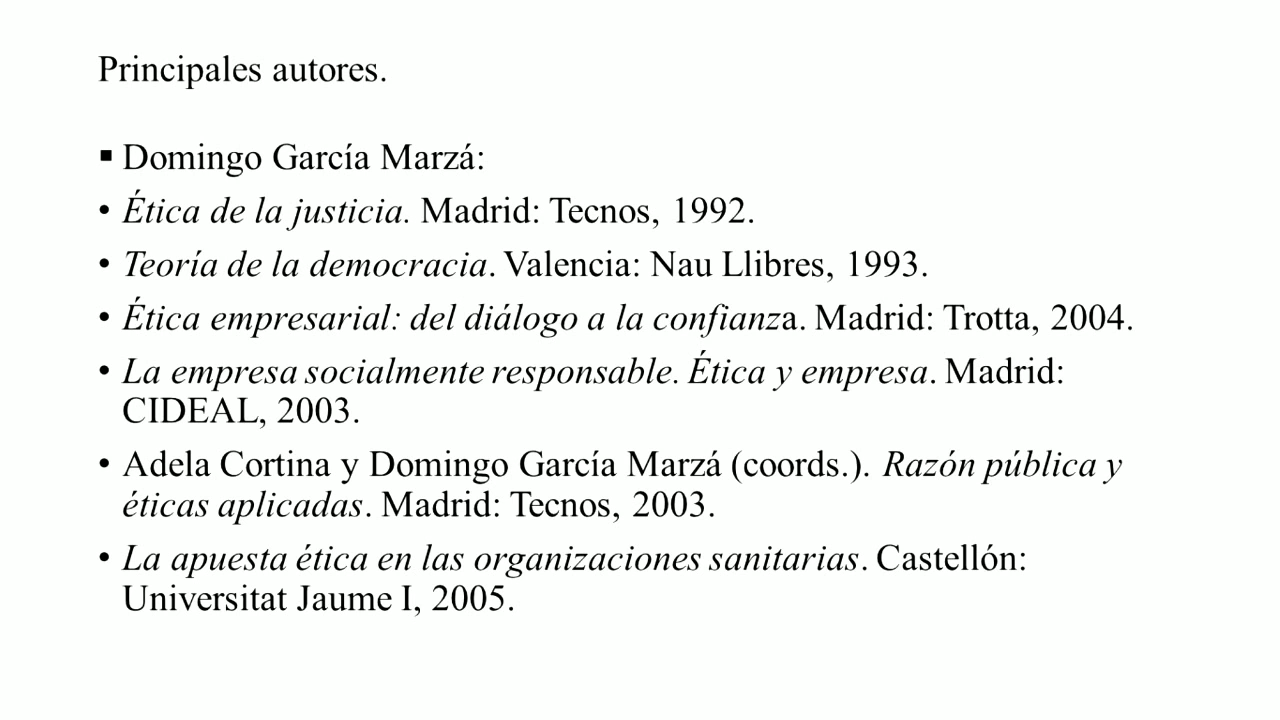 Principales autores.
▪ Domingo García Marzá:
• Ética de la justicia. Madrid: Tecnos, 1992.
• Teoría de la democracia. Valencia: Nau Llibres, 1993.
• Ética empresarial: del diálogo a la confianza. Madrid: Trotta, 2004.
• La empresa socialmente responsable. Ética y empresa. Madrid:
CIDEAL, 2003.
• Adela Cortina y Domingo García Marzá (coords.). Razón pública y
éticas aplicadas. Madrid: Tecnos, 2003.
• La apuesta ética en las organizaciones sanitarias. Castellón:
Universitat Jaume I, 2005.